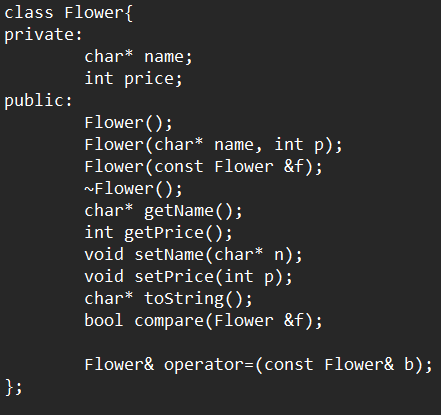 class Flower{
private:
        char* name;
        int price;
public:
        Flower();
        Flower(char* name, int p);
        Flower(const Flower &f);
        ~Flower();
        char* getName();
        int getPrice();
        void setName(char* n);
        void setPrice(int p);
        char* toString();
        bool compare(Flower &f);

        Flower& operator=(const Flower& b);
};